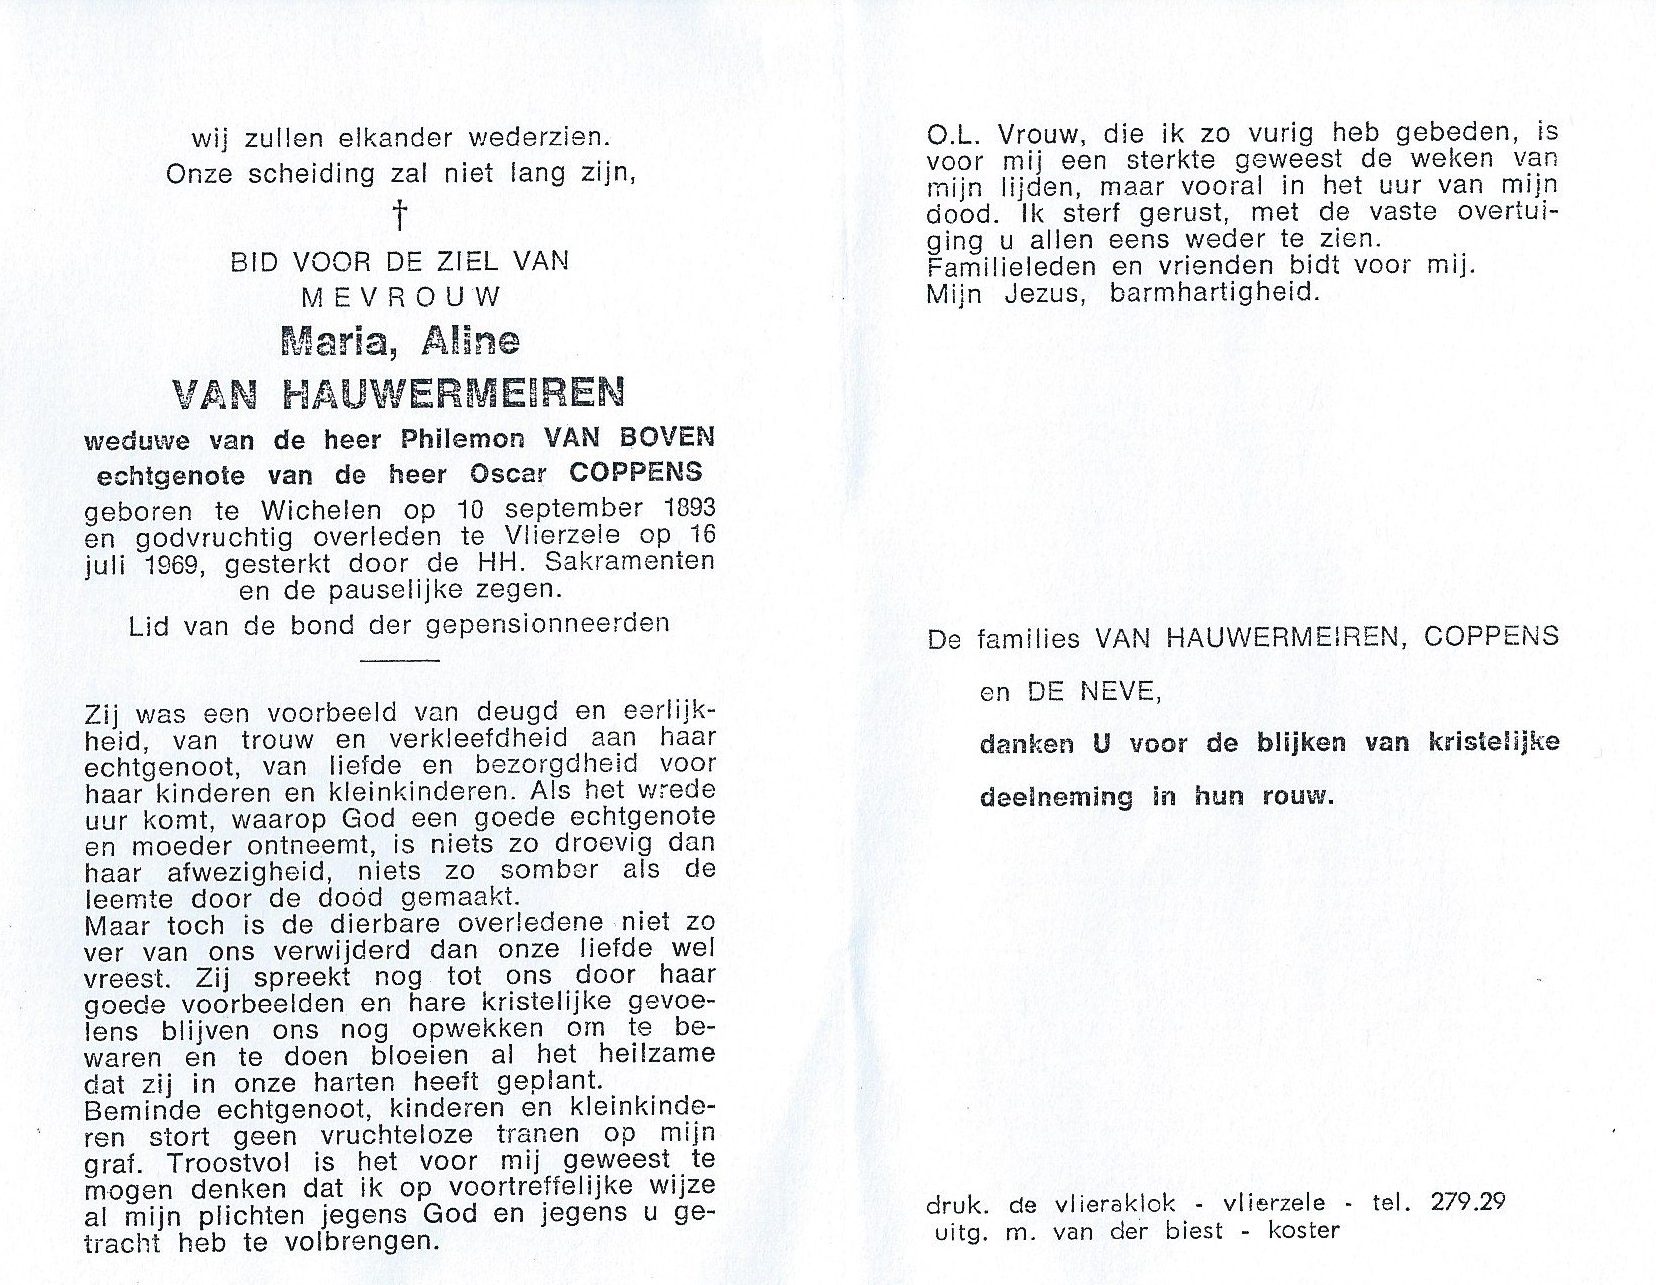 wij zullen elkander wederzien.
Onze scheiding zal niet lang zijn,
†
BID VOOR DE ZIEL VAN
MEVROUW
Maria, Aline
VAN HAUWERMEIREN
weduwe van de heer Philemon VAN BOVEN
echtgenote van de heer Oscar COPPENS
geboren te Wichelen op 10 september 1893
en godvruchtig overleden te Vlierzele op 16
juli 1969, gesterkt door de HH. Sakramenten
en de pauselijke zegen.
Lid van de bond der gepensionneerden
Zij was een voorbeeld van deugd en eerlijk-
heid, van trouw en verkleefdheid aan haar
echtgenoot, van liefde en bezorgdheid voor
haar kinderen en kleinkinderen. Als het wrede
uur komt, waarop God een goede echtgenote
en moeder ontneemt, is niets zo droevig dan
haar afwezigheid, niets zo somber als de
leemte door de dood gemaakt.
Maar toch is de dierbare overledene niet zo
ver van ons verwijderd dan onze liefde wel
vreest. Zij spreekt nog tot ons door haar
goede voorbeelden en hare kristelijke gevoe-
lens blijven ons nog opwekken om te be-
waren en te doen bloeien al het heilzame
dat zij in onze harten heeft geplant.
Beminde echtgenoot, kinderen en kleinkinde-
ren stort geen vruchteloze tranen op mijn
graf. Troostvol is het voor mij geweest te
mogen denken dat ik op voortreffelijke wijze
al mijn plichten jegens God en jegens u ge-
tracht heb te volbrengen.
O.L. Vrouw, die ik zo vurig heb gebeden, is
voor mij een sterkte geweest de weken van
mijn lijden, maar vooral in het uur van mijn
dood. Ik sterf gerust, met de vaste overtui-
ging u allen eens weder te zien.
Familieleden en vrienden bidt voor mij.
Mijn Jezus, barmhartigheid.
De families VAN HAUWERMEIREN, COPPENS
en DE NEVE,
danken U voor de blijken van kristelijke
deelneming in hun rouw.
druk. de vlieraklok - vlierzele - tel. 279.29
uitg. m. van der biest - koster